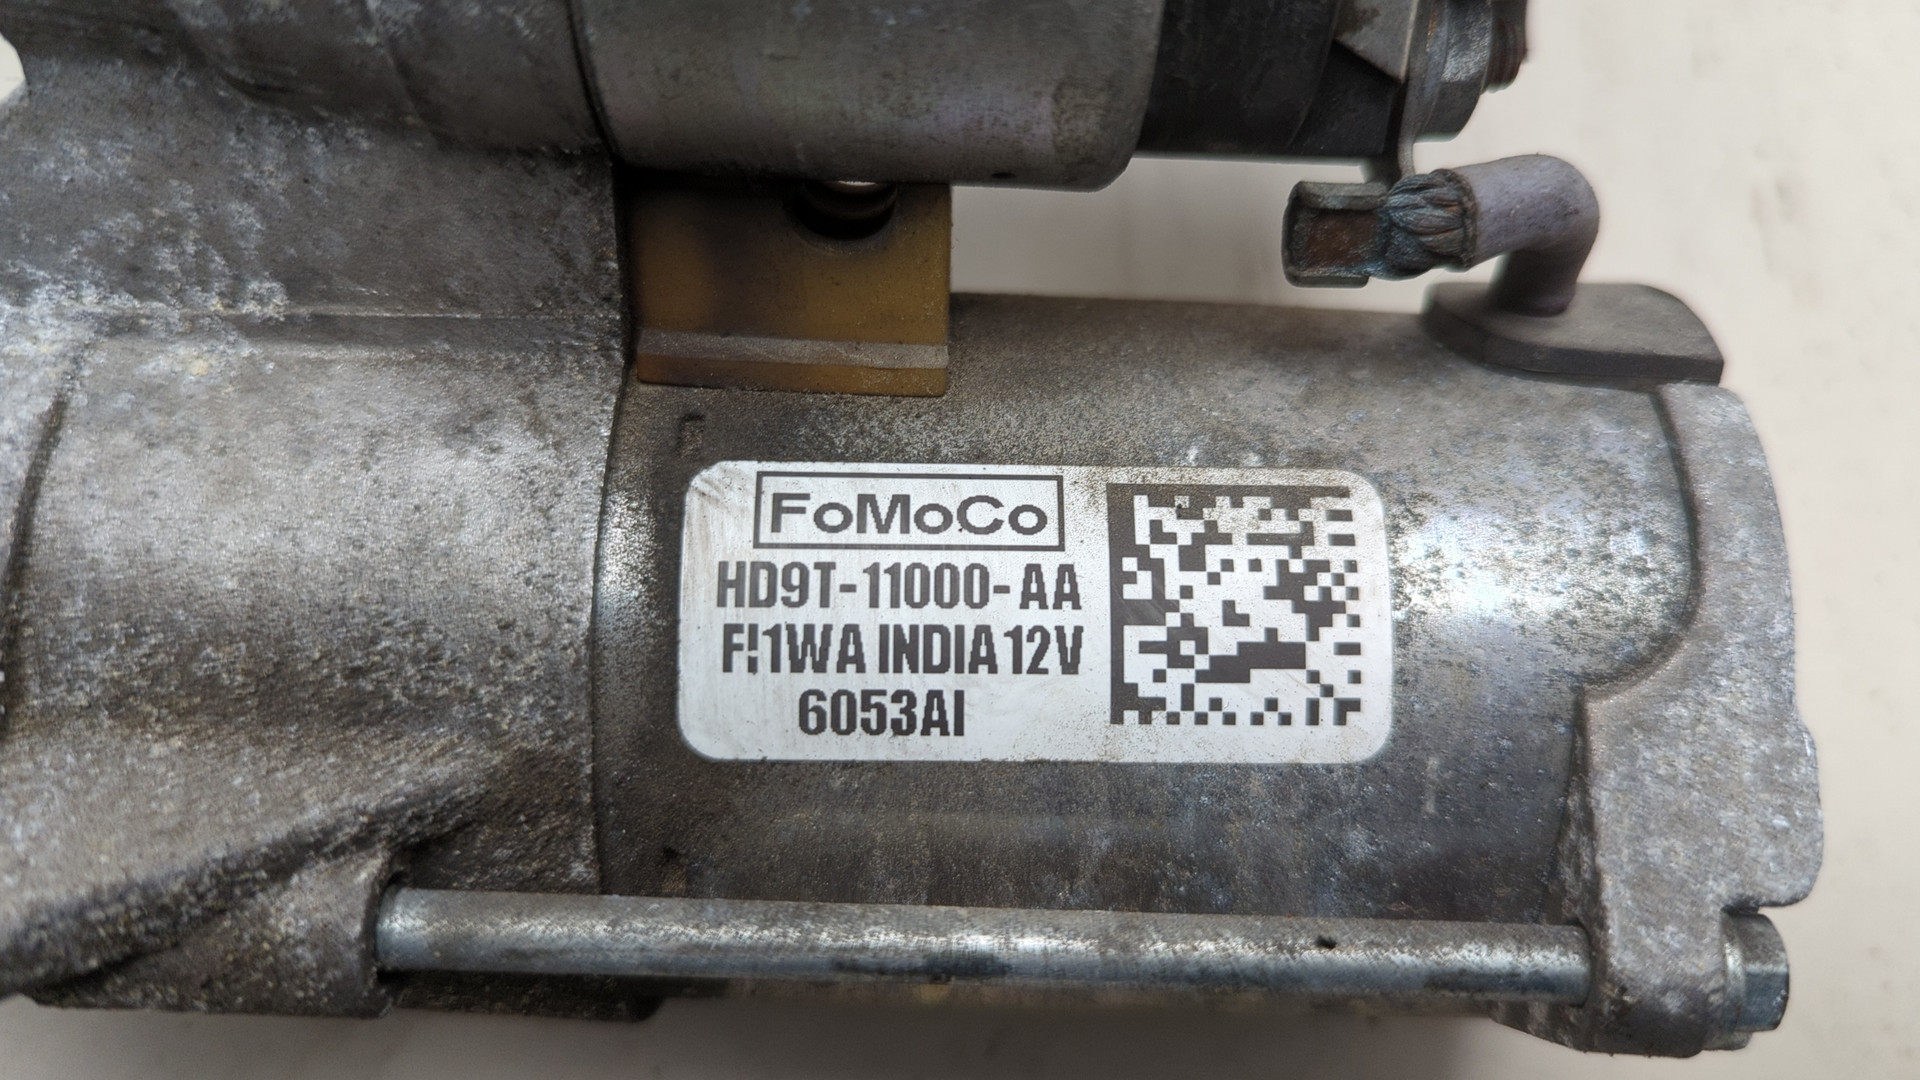 FoMoCo
HD9T-11000-AA
F!1WA INDIA 12V
6053AI